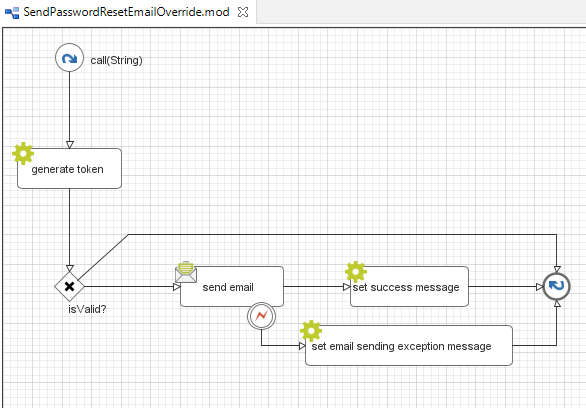 SendPasswordResetEmailOverride.mod
call(String)
generate token
isValid?
send email
set success message
set email sending exception message